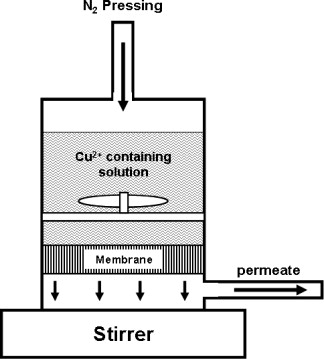 N₂ Pressing
Cu²⁺ containing
solution
Membrane
permeate
Stirrer